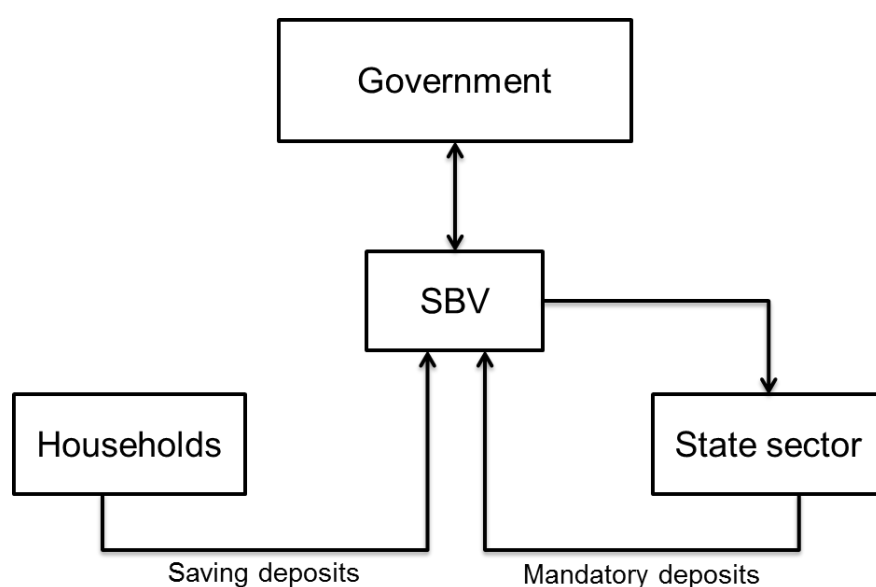 Government
SBV
Households
State sector
Saving deposits
Mandatory deposits